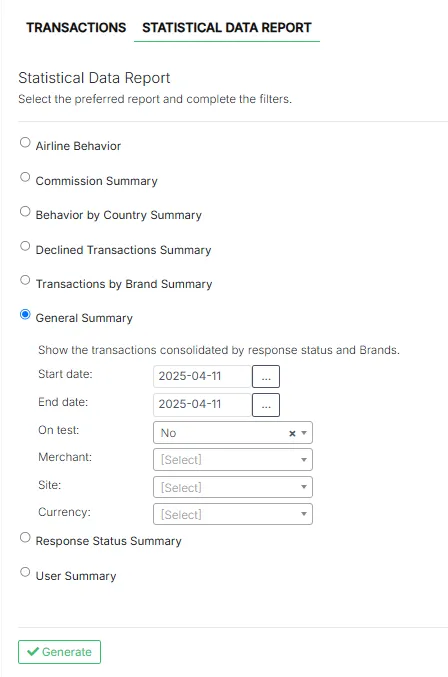 TRANSACTIONS STATISTICAL DATA REPORT
Statistical Data Report
Select the preferred report and complete the filters.
Airline Behavior
Commission Summary
Behavior by Country Summary
Declined Transactions Summary
Transactions by Brand Summary
General Summary
Show the transactions consolidated by response status and Brands.
Start date: 2025-04-11 ...
End date: 2025-04-11 ...
On test: No ×
Merchant: [Select]
Site: [Select]
Currency: [Select]
Response Status Summary
User Summary
Generate